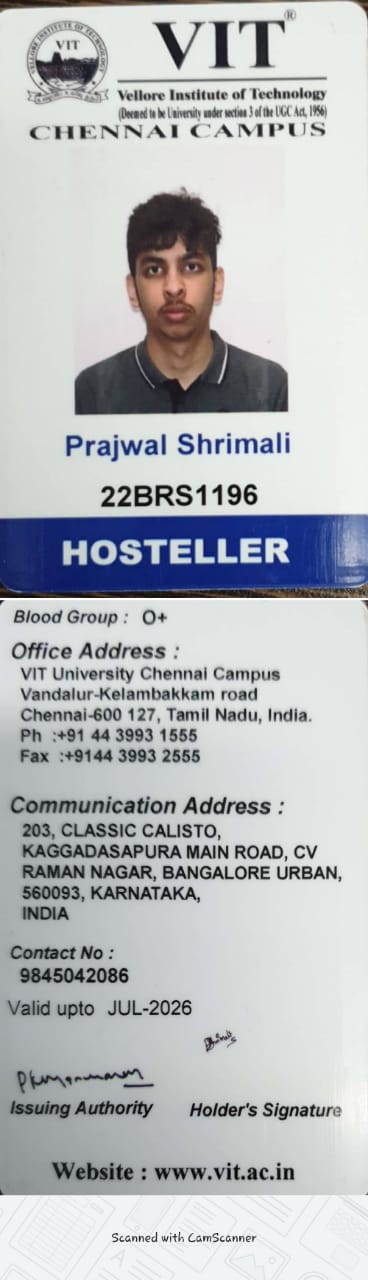 VELLORE INSTITUTE OF TECHNOLOGY
VIT
VIT®
Vellore Institute of Technology
(Deemed to be University under section 3 of the UGC Act, 1956)
CHENNAI CAMPUS
Prajwal Shrimali
22BRS1196
HOSTELLER
Blood Group : O+
Office Address :
VIT University Chennai Campus
Vandalur-Kelambakkam road
Chennai-600 127, Tamil Nadu, India.
Ph :+91 44 3993 1555
Fax :+9144 3993 2555
Communication Address :
203, CLASSIC CALISTO,
KAGGADASAPURA MAIN ROAD, CV
RAMAN NAGAR, BANGALORE URBAN,
560093, KARNATAKA,
INDIA
Contact No :
9845042086
Valid upto JUL-2026
Issuing Authority
Holder's Signature
Website : www.vit.ac.in
Scanned with CamScanner